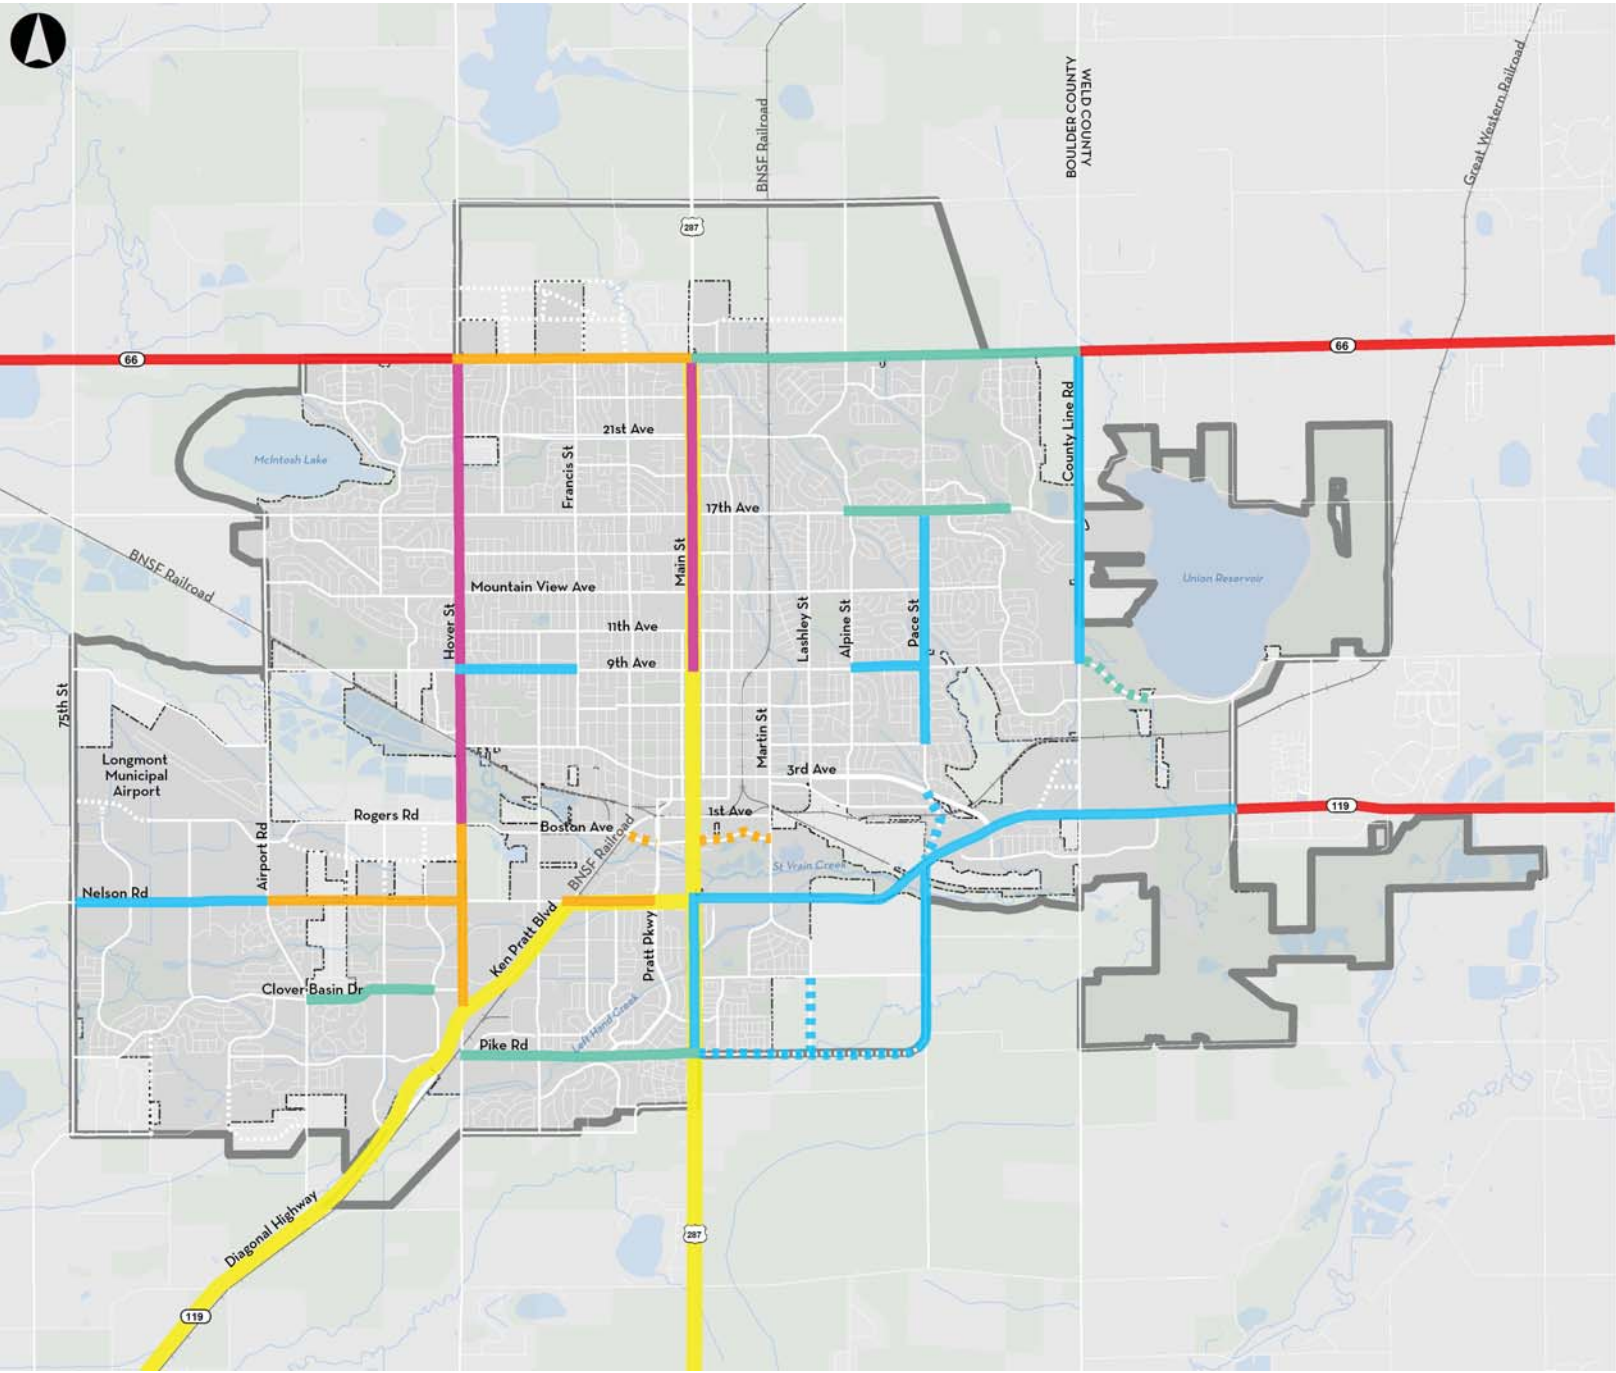 BNSF Railroad
BOULDER COUNTY
WELD COUNTY
Great Western Railroad
287
66
66
21st Ave
McIntosh Lake
Francis St
County Line Rd
17th Ave
Main St
BNSF Railroad
Mountain View Ave
Union Reservoir
Hover St
11th Ave
Lashley St
Alpine St
Pace St
9th Ave
75th St
Martin St
Longmont
Municipal
Airport
3rd Ave
Rogers Rd
Boston Ave
1st Ave
119
Airport Rd
BNSF Railroad
St Vrain Creek
Nelson Rd
Ken Pratt Blvd
Pratt Pkwy
Clover Basin Dr
Left Hand Creek
Pike Rd
Diagonal Highway
287
119